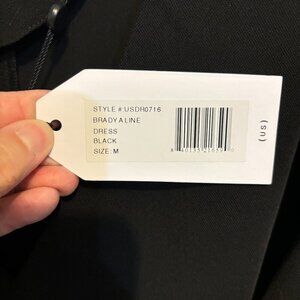 STYLE #:USDR0716
BRADY A LINE
DRESS
BLACK
SIZE: M
(US)